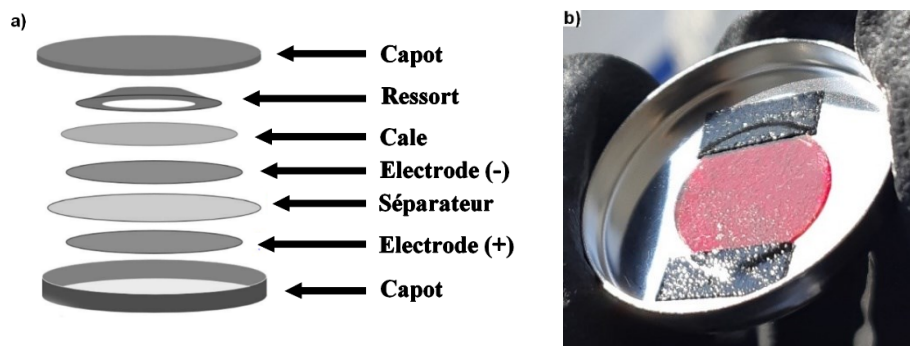 a)
b)
Capot
Ressort
Cale
Electrode (-)
Séparateur
Electrode (+)
Capot